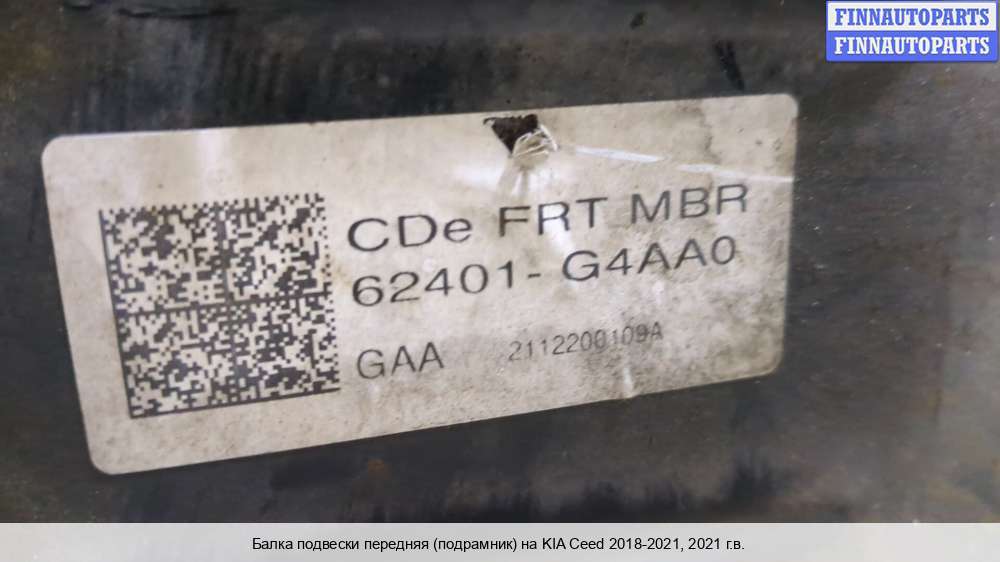 FINNAUTOPARTS
FINNAUTOPARTS
CDe FRT MBR
62401- G4AA0
GAA 2112200109A
Балка подвески передняя (подрамник) на KIA Ceed 2018-2021, 2021 г.в.